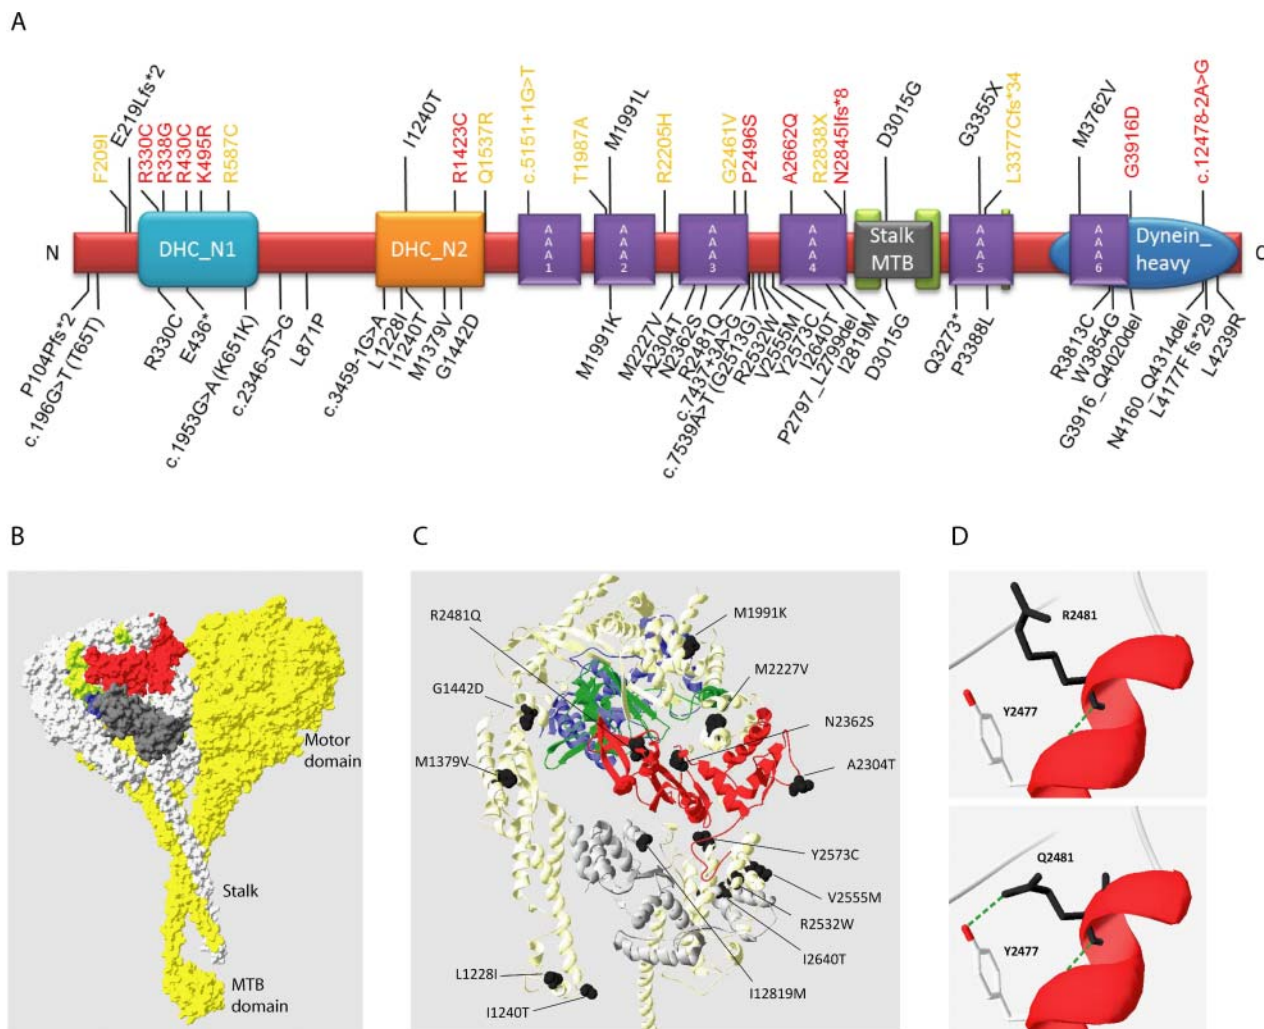 A
F209I
E219Lfs*2
R330C
R338G
R430C
K495R
R587C
I1240T
R1423C
Q1537R
c.5151+1G>T
T1987A
M1991L
R2205H
G2461V
P2496S
A2662Q
R2838X
N2845Ifs*8
D3015G
G3355X
L3377Cfs*34
M3762V
G3916D
c.12478-2A>G
N
DHC_N1
DHC_N2
AAA1
AAA2
AAA3
AAA4
Stalk
MTB
AAA5
AAA6
Dynein_
heavy
C
P104Pfs*2
c.196G>T (T65T)
R330C
E436*
c.1953G>A (K651K)
c.2346-5T>G
L871P
c.3459-1G>A
L1228I
I1240T
M1379V
G1442D
M1991K
M2227V
A2304T
N2362S
R2481Q
c.7437+3A>G
c.7539A>T (G2513G)
R2532W
V2555M
Y2573C
I2640T
P2797_L2799del
I2819M
D3015G
Q3273*
P3388L
R3813C
W3854G
G3916_Q4020del
N4160_Q4314del
L4177F fs*29
L4239R
B
Motor
domain
Stalk
MTB
domain
C
R2481Q
M1991K
G1442D
M2227V
N2362S
M1379V
A2304T
Y2573C
V2555M
R2532W
L1228I
I2640T
I12819M
I1240T
D
R2481
Y2477
Q2481
Y2477